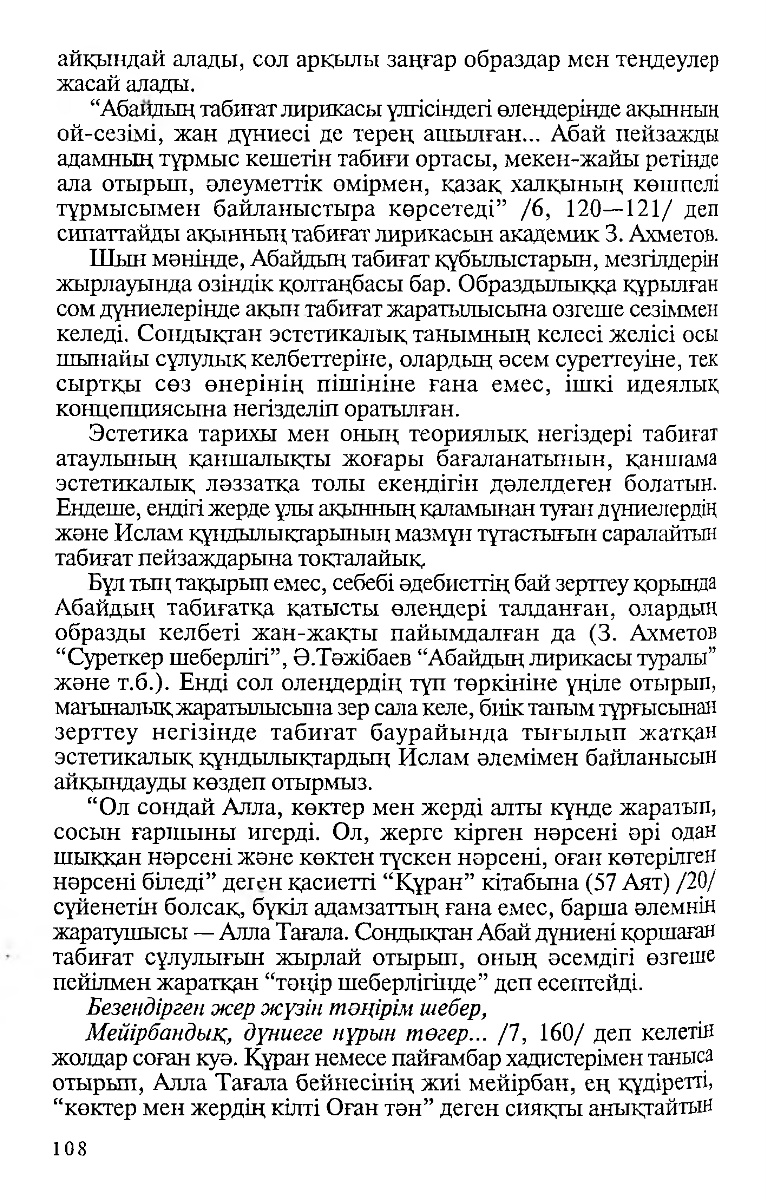 айқындай алады, сол арқылы заңғар образдар мен теңдеулер
жасай алады.
“Абайдың табиғат лирикасы үлгісіндегі өлеңдерінде ақынның
ой-сезімі, жан дүниесі де терең ашылған... Абай пейзажды
адамның тұрмыс кешетін табиғи ортасы, мекен-жайы ретінде
ала отырып, әлеуметтік өмірмен, қазақ халқының көшпелі
тұрмысымен байланыстыра көрсетеді” /6, 120—121/ деп
сипаттайды ақынның табиғат лирикасын академик З. Ахметов.
Шын мәнінде, Абайдың табиғат құбылыстарын, мезгілдерін
жырлауында өзіндік қолтаңбасы бар. Образдылыққа құрылған
сом дүниелерінде ақын табиғат жаратылысына өзгеше сезіммен
келеді. Сондықтан эстетикалық танымның келесі желісі осы
шынайы сұлулық келбеттеріне, олардың әсем суреттеуіне, тек
сыртқы сөз өнерінің пішініне ғана емес, ішкі идеялық
концепциясына негізделіп оратылған.
Эстетика тарихы мен оның теориялық негіздері табиғат
атаулының қаншалықты жоғары бағаланатынын, қаншама
эстетикалық ләззатқа толы екендігін дәлелдеген болатын.
Ендеше, ендігі жерде ұлы ақынның қаламынан туған дүниелердің
және Ислам құндылықтарының мазмұн тұтастығын саралайтын
табиғат пейзаждарына тоқталайық.
Бұл тың тақырып емес, себебі әдебиеттің бай зерттеу қорында
Абайдың табиғатқа қатысты өлеңдері талданған, олардың
образды келбеті жан-жақты пайымдалған да (З. Ахметов
“Суреткер шеберлігі”, Ә.Тәжібаев “Абайдың лирикасы туралы”
және т.б.). Енді сол олеңдердің түп төркініне үңіле отырып,
мағыналық жаратылысына зер сала келе, биік таным тұрғысынан
зерттеу негізінде табиғат баурайында тығылып жатқан
эстетикалық құндылықтардың Ислам әлемімен байланысын
айқындауды көздеп отырмыз.
“Ол сондай Алла, көктер мен жерді алты күнде жаратып,
сосын ғаршыны игерді. Ол, жерге кірген нәрсені әрі одан
шыққан нәрсені және көктен түскен нәрсені, оған көтерілген
нәрсені біледі” деген қасиетті “Құран” кітабына (57 Аят) /20/
сүйенетін болсақ, бүкіл адамзаттың ғана емес, барша әлемнің
жаратушысы — Алла Тағала. Сондықтан Абай дүниені қоршаған
табиғат сұлулығын жырлай отырып, оның әсемдігі өзгеше
пейілмен жаратқан “тәңір шеберлігінде” деп есептейді.
Безендірген жер жүзін тәңірім шебер,
Мейірбандық, дүниеге нұрын төгер... /7, 160/ деп келетін
жолдар соған куә. Құран немесе пайғамбар хадистерімен таныса
отырып, Алла Тағала бейнесінің жиі мейірбан, ең құдіретті,
“көктер мен жердің кілті Оған тән” деген сияқты анықтайтын
108